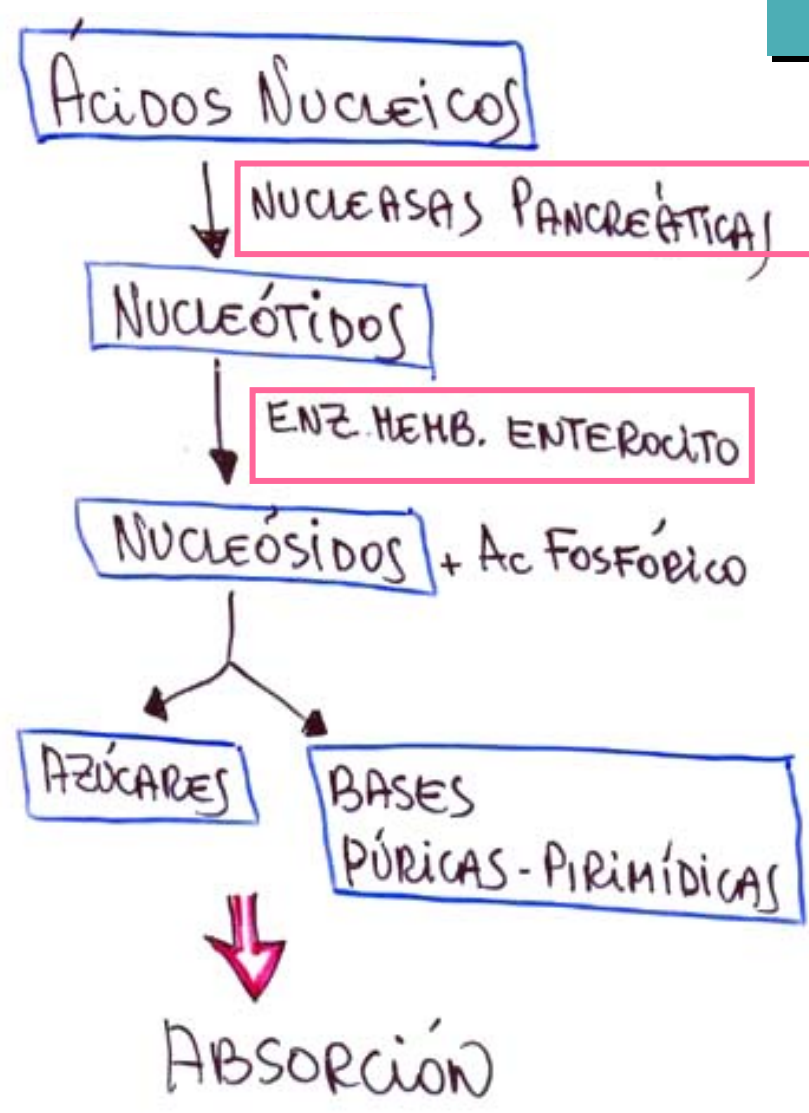 Ácidos Nucleicos
NUCLEASAS PANCREÁTICAS
NUCLEÓTIDOS
ENZ. MEMB. ENTEROCITO
NUCLEÓSIDOS + Ac FOSFÓRICO
AZÚCARES
BASES
PÚRICAS - PIRIMÍDICAS
ABSORCIÓN